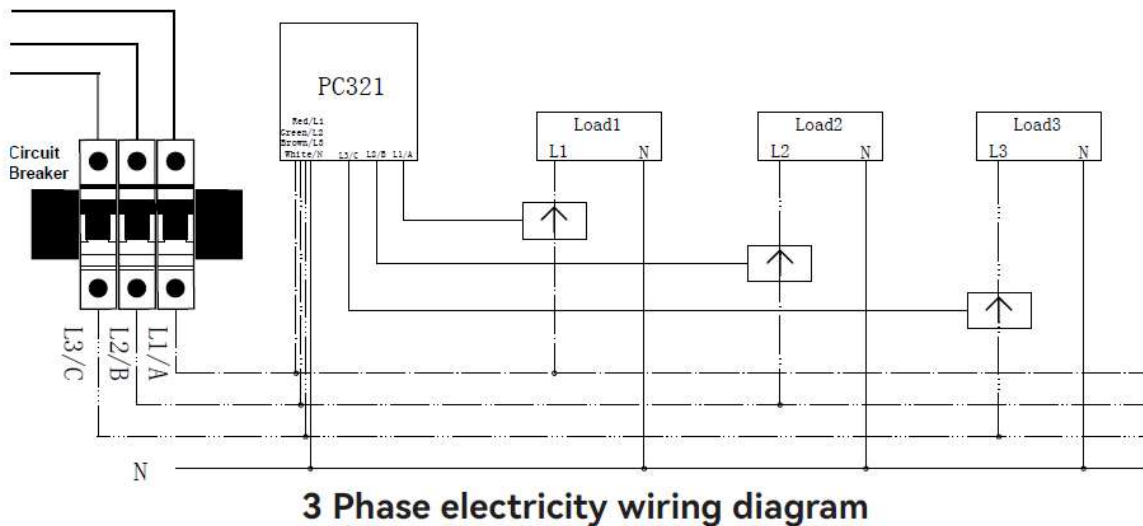 PC321
Red/L1
Green/L2
Brown/L3
White/N
L3/C L2/B L1/A
Load1
L1 N
Load2
L2 N
Load3
L3 N
Circuit
Breaker
L3/C
L2/B
L1/A
N
3 Phase electricity wiring diagram